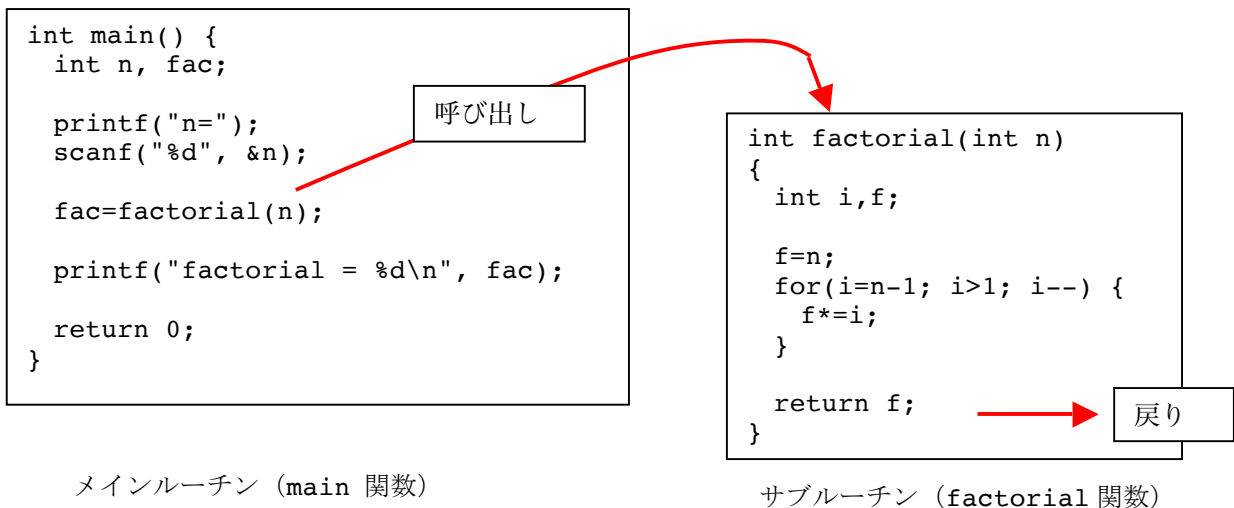 int main() {
int n, fac;
printf("n=");
scanf("%d", &n);
fac=factorial(n);
printf("factorial = %d\n", fac);
return 0;
}
呼び出し
int factorial(int n)
{
int i,f;
f=n;
for(i=n-1; i>1; i--) {
f*=i;
}
return f;
}
戻り
メインルーチン（main 関数）
サブルーチン（factorial 関数）